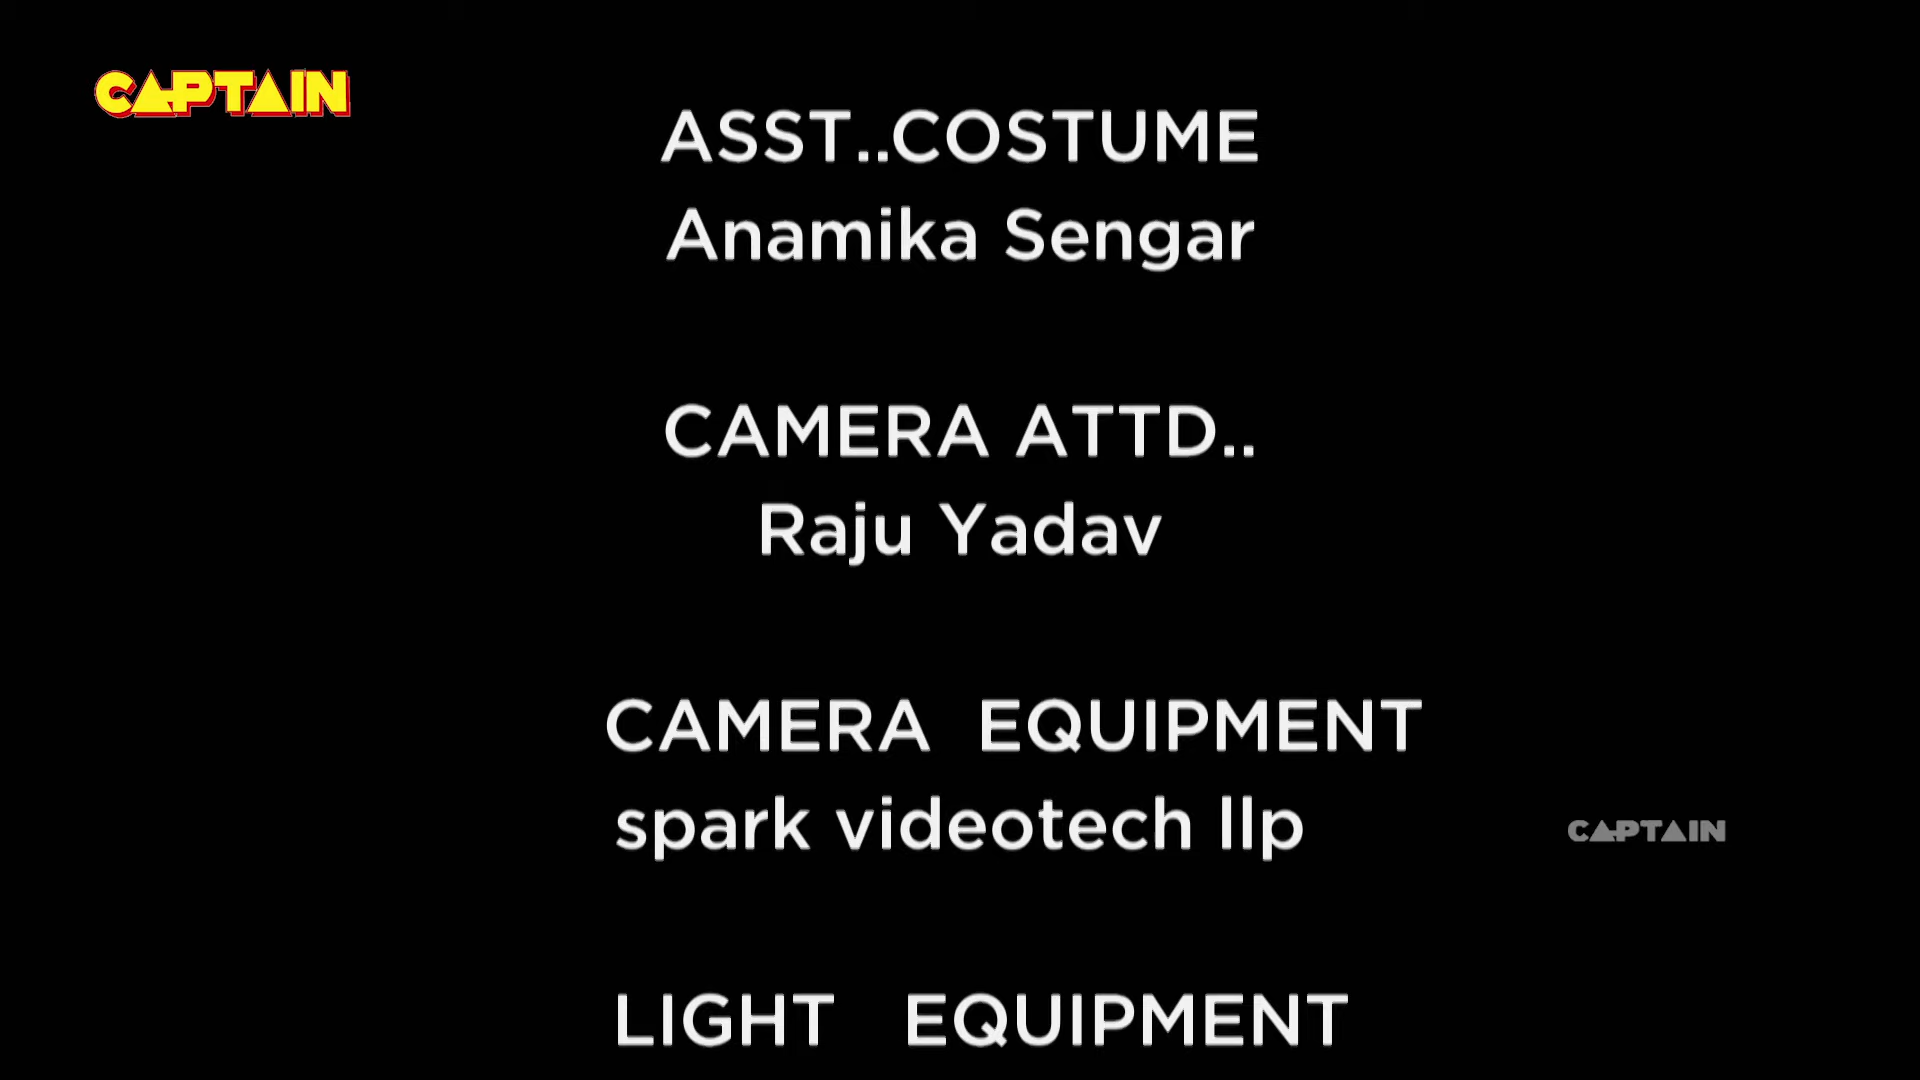 CAPTAIN
ASST..COSTUME
Anamika Sengar
CAMERA ATTD..
Raju Yadav
CAMERA EQUIPMENT
spark videotech llp
CAPTAIN
LIGHT EQUIPMENT